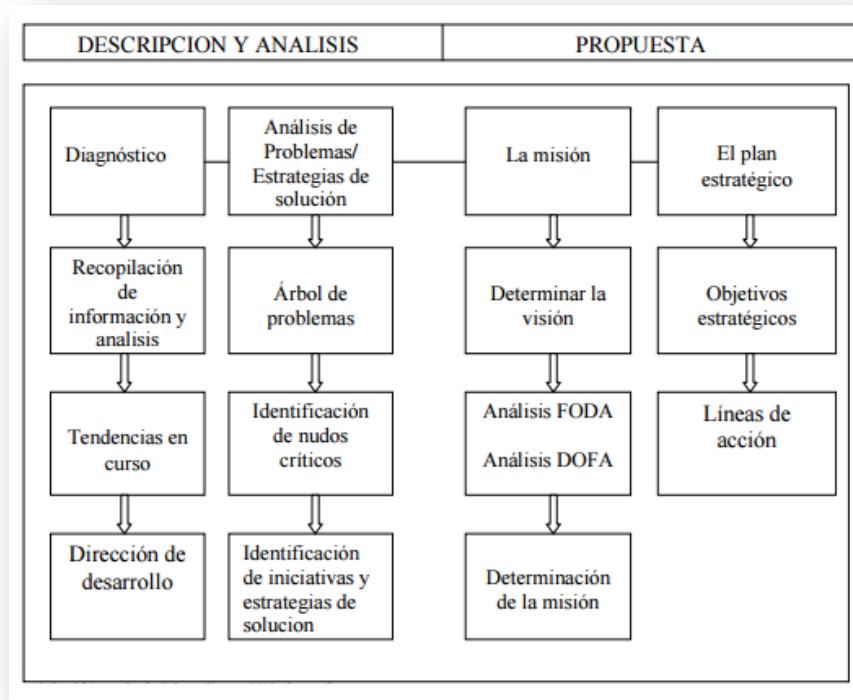 DESCRIPCION Y ANALISIS
PROPUESTA
Diagnóstico
Análisis de
Problemas/
Estrategias de
solución
La misión
El plan
estratégico
Recopilación
de
información y
analisis
Árbol de
problemas
Determinar la
visión
Objetivos
estratégicos
Tendencias en
curso
Identificación
de nudos
críticos
Análisis FODA
Análisis DOFA
Líneas de
acción
Dirección de
desarrollo
Identificación
de iniciativas y
estrategias de
solucion
Determinación
de la misión